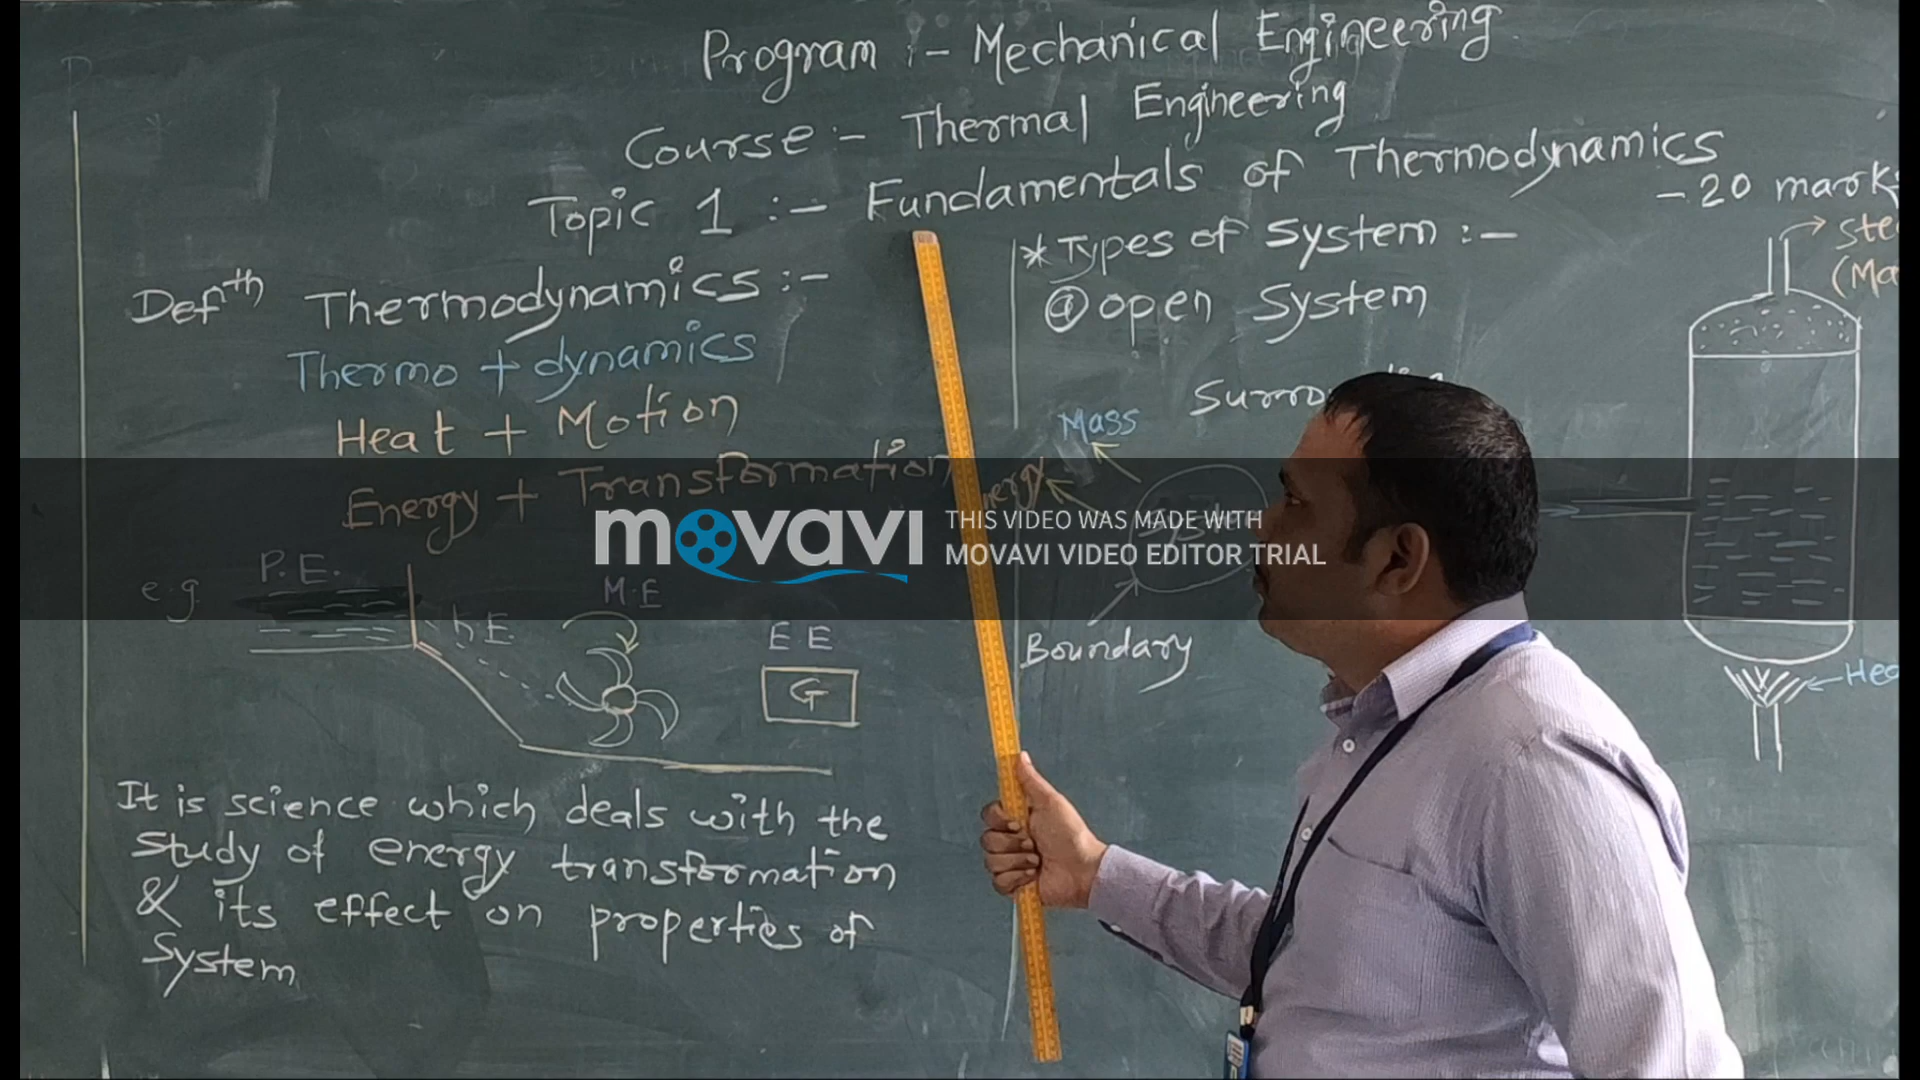 Program :- Mechanical Engineering
Course :- Thermal Engineering
Topic 1 :- Fundamentals of Thermodynamics
- 20 mark
Defnth Thermodynamics :-
Thermo + dynamics
Heat + Motion
Energy + Transformation
e.g.
P.E.
M.E
E E
G
It is science which deals with the
study of energy transformation
& its effect on properties of
System
* Types of System :-
@ open System
Mass
Boundary
movavi
THIS VIDEO WAS MADE WITH
MOVAVI VIDEO EDITOR TRIAL